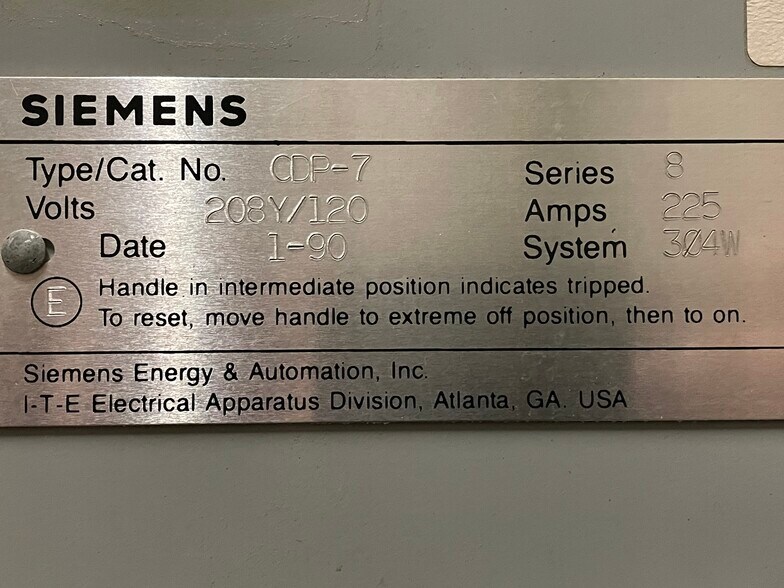 SIEMENS
Type/Cat. No. CDP-7 Series 8
Volts 208Y/120 Amps 225
Date 1-90 System 3Ø4W
E Handle in intermediate position indicates tripped.
To reset, move handle to extreme off position, then to on.
Siemens Energy & Automation, Inc.
I-T-E Electrical Apparatus Division, Atlanta, GA. USA